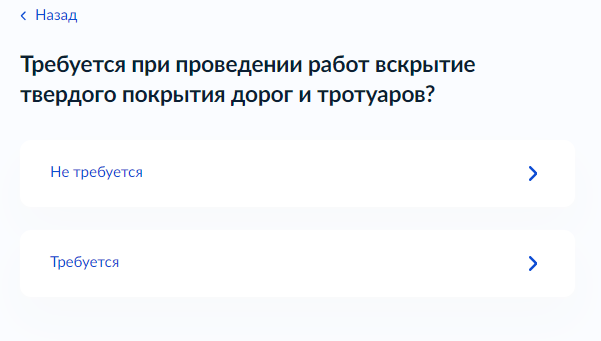 Назад
Требуется при проведении работ вскрытие
твердого покрытия дорог и тротуаров?
Не требуется
Требуется